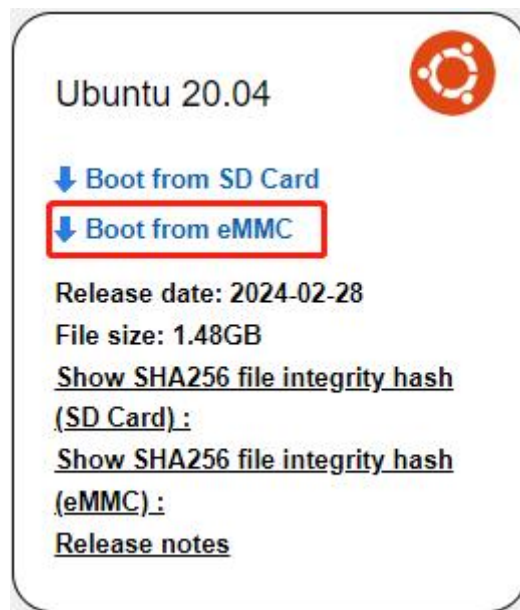 Ubuntu 20.04
Boot from SD Card
Boot from eMMC
Release date: 2024-02-28
File size: 1.48GB
Show SHA256 file integrity hash
(SD Card) :
Show SHA256 file integrity hash
(eMMC) :
Release notes